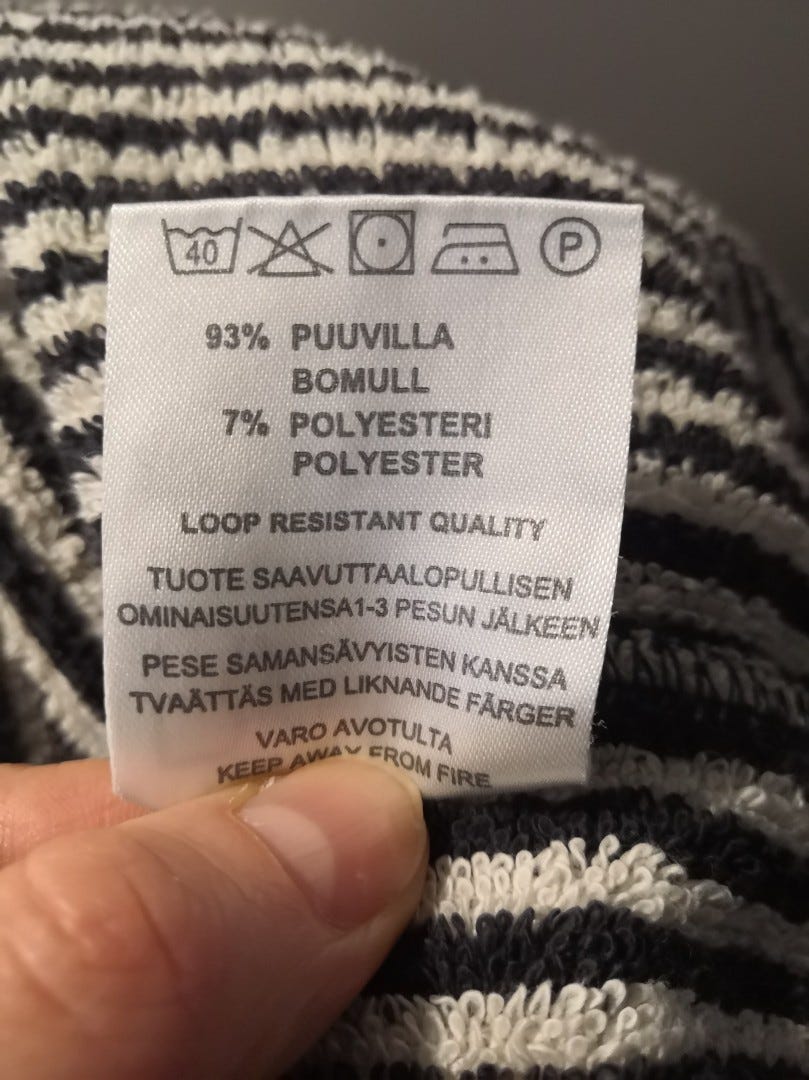 40 P
93% PUUVILLA
BOMULL
7% POLYESTERI
POLYESTER
LOOP RESISTANT QUALITY
TUOTE SAAVUTTAALOPULLISEN
OMINAISUUTENSA1-3 PESUN JÄLKEEN
PESE SAMANSÄVYISTEN KANSSA
TVAÄTTÄS MED LIKNANDE FÄRGER
VARO AVOTULTA
KEEP AWAY FROM FIRE